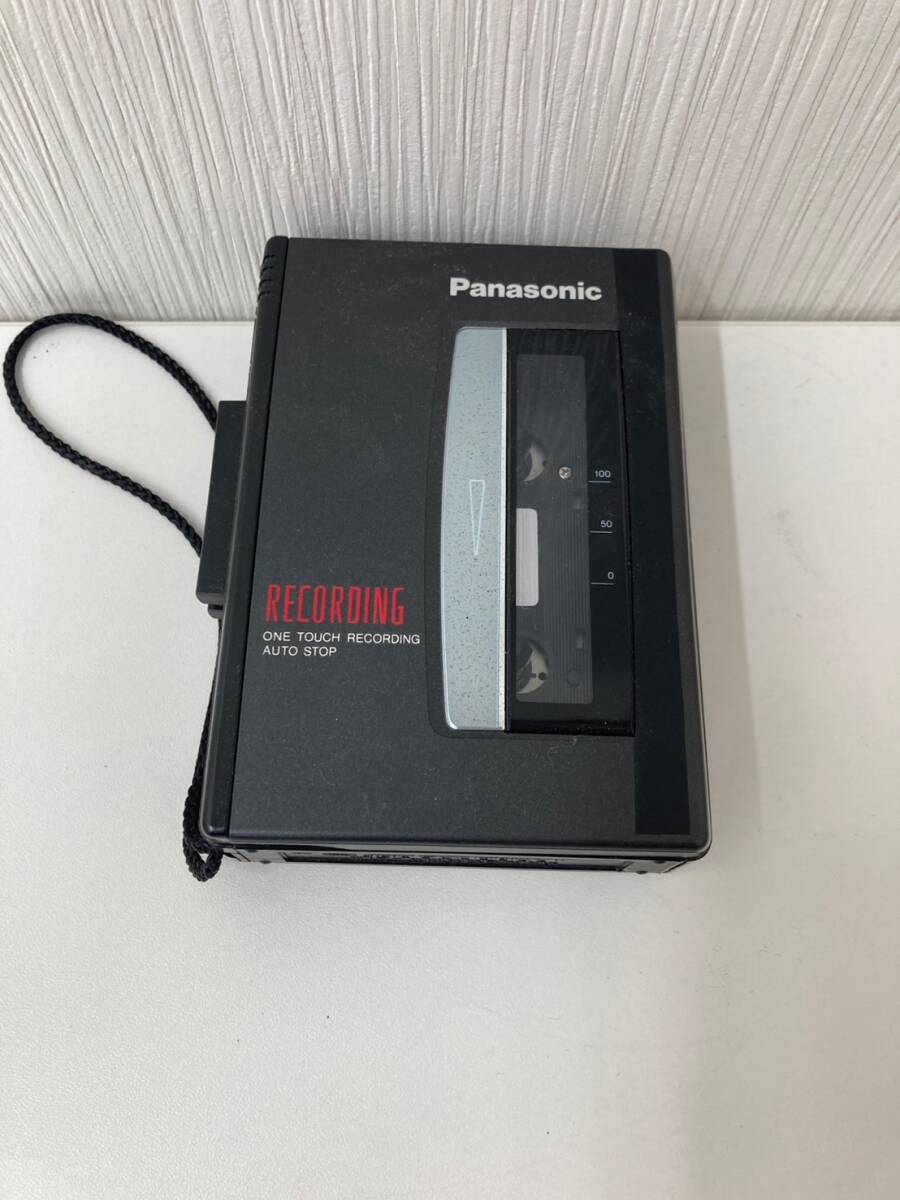 Panasonic
100
50
0
RECORDING
ONE TOUCH RECORDING
AUTO STOP